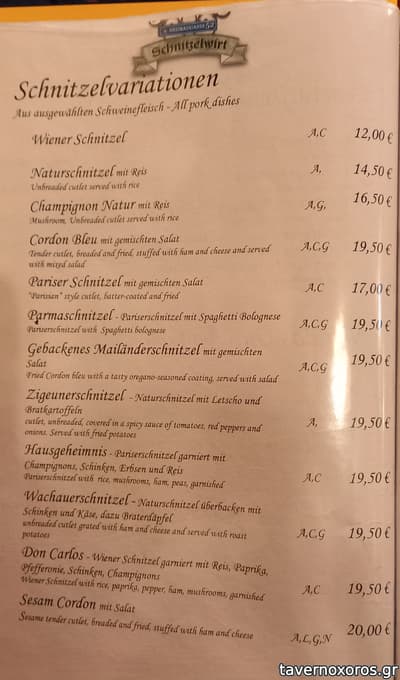 NEUBAUGASSE 52
Schnitzelwirt
Schnitzelvariationen
Aus ausgewählten Schweinefleisch - All pork dishes
Wiener Schnitzel A,C 12,00 €
Naturschnitzel mit Reis A, 14,50 €
Unbreaded cutlet served with rice
Champignon Natur mit Reis A,G, 16,50 €
Mushroom, Unbreaded cutlet served with rice
Cordon Bleu mit gemischten Salat A,C,G 19,50 €
Tender cutlet, breaded and fried, stuffed with ham and cheese and served
with mixed salad
Pariser Schnitzel mit gemischten Salat A,C 17,00 €
"Parisian" style cutlet, batter-coated and fried
Parmaschnitzel - Pariserschnitzel mit Spaghetti Bolognese A,C,G 19,50 €
Pariserschnitzel with Spaghetti bolognese
Gebackenes Mailänderschnitzel mit gemischten
Salat A,C,G 19,50 €
Fried Cordon bleu with a tasty oregano-seasoned coating, served with salad
Zigeunerschnitzel - Naturschnitzel mit Letscho und
Bratkartoffeln A, 19,50 €
cutlet, unbreaded, covered in a spicy sauce of tomatoes, red peppers and
onions. Served with fried potatoes
Hausgeheimnis - Pariserschnitzel garniert mit
Champignons, Schinken, Erbsen und Reis A,C 19,50 €
Pariserschnitzel with rice, mushrooms, ham, peas, garnished
Wachauerschnitzel - Naturschnitzel überbacken mit
Schinken und Käse, dazu Braterdäpfel
unbreaded cutlet grated with ham and cheese and served with roast A,C,G 19,50 €
potatoes
Don Carlos - Wiener Schnitzel garniert mit Reis, Paprika,
Pfefferonie, Schinken, Champignons
Wiener Schnitzel with rice, paprika, pepper, ham, mushrooms, garnished A,C 19,50 €
Sesam Cordon mit Salat
Sesame tender cutlet, breaded and fried, stuffed with ham and cheese A,L,G,N 20,00 €
tavernoxoros.gr